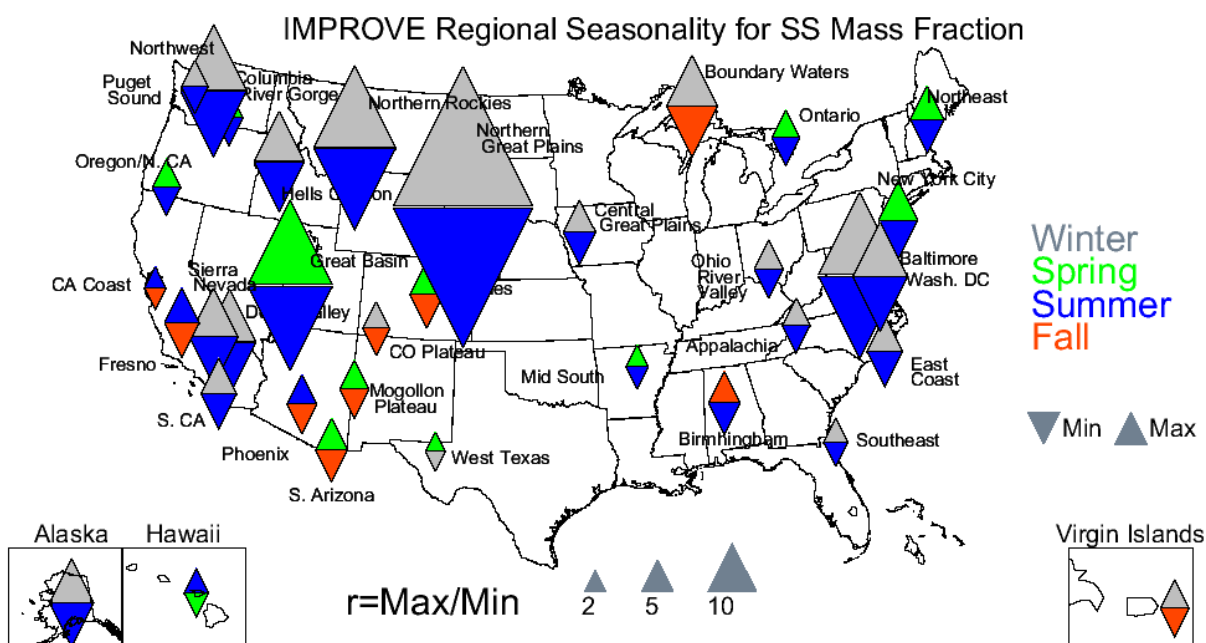 IMPROVE Regional Seasonality for SS Mass Fraction
Northwest
Puget
Sound
Columbia
River Gorge
Northern Rockies
Northern
Great Plains
Boundary Waters
Ontario
Northeast
Oregon/N. CA
Hells C on
New York City
Central
Great Plains
Great Basin
Sierra
Nevada
CA Coast
D Valley
Ohio
River
Valley
Baltimore
Wash. DC
Winter
Spring
Summer
Fall
CO Plateau
Fresno
Appalachia
East
Coast
Mid South
Mogollon
Plateau
S. CA
Min
Max
Birmhingham
Southeast
Phoenix
West Texas
S. Arizona
Alaska
Hawaii
Virgin Islands
r=Max/Min
2
5
10